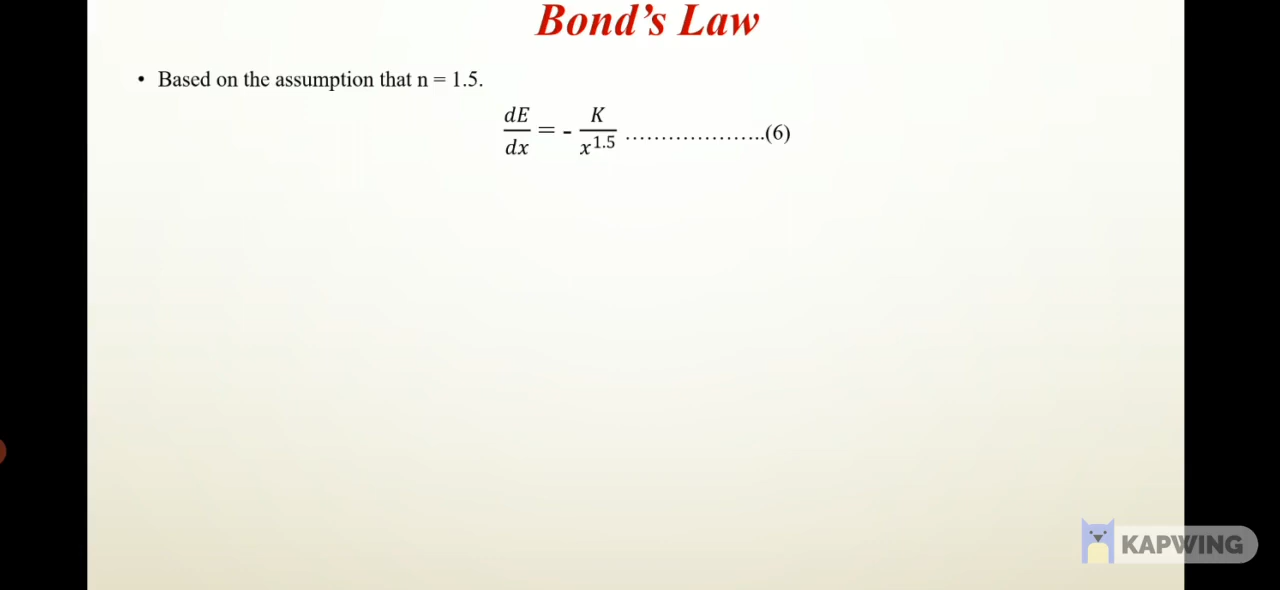 Bond's Law
• Based on the assumption that n = 1.5.
dE/dx = - K/x^1.5 .....................(6)
KAPWING